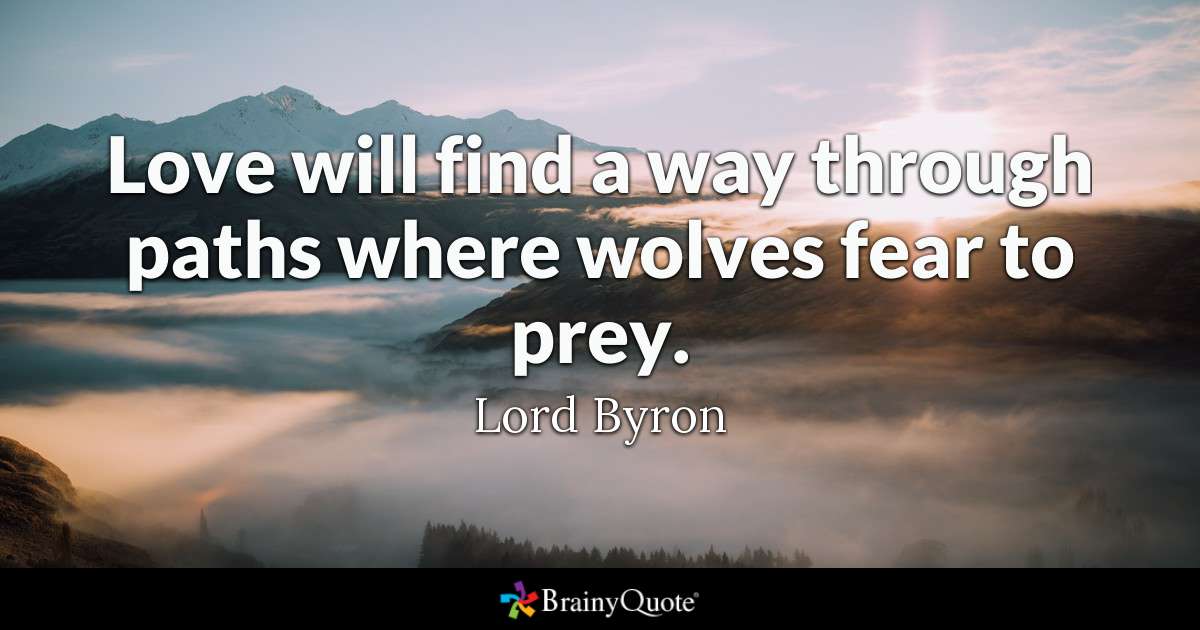 Love will find a way through
paths where wolves fear to
prey.
Lord Byron
BrainyQuote®